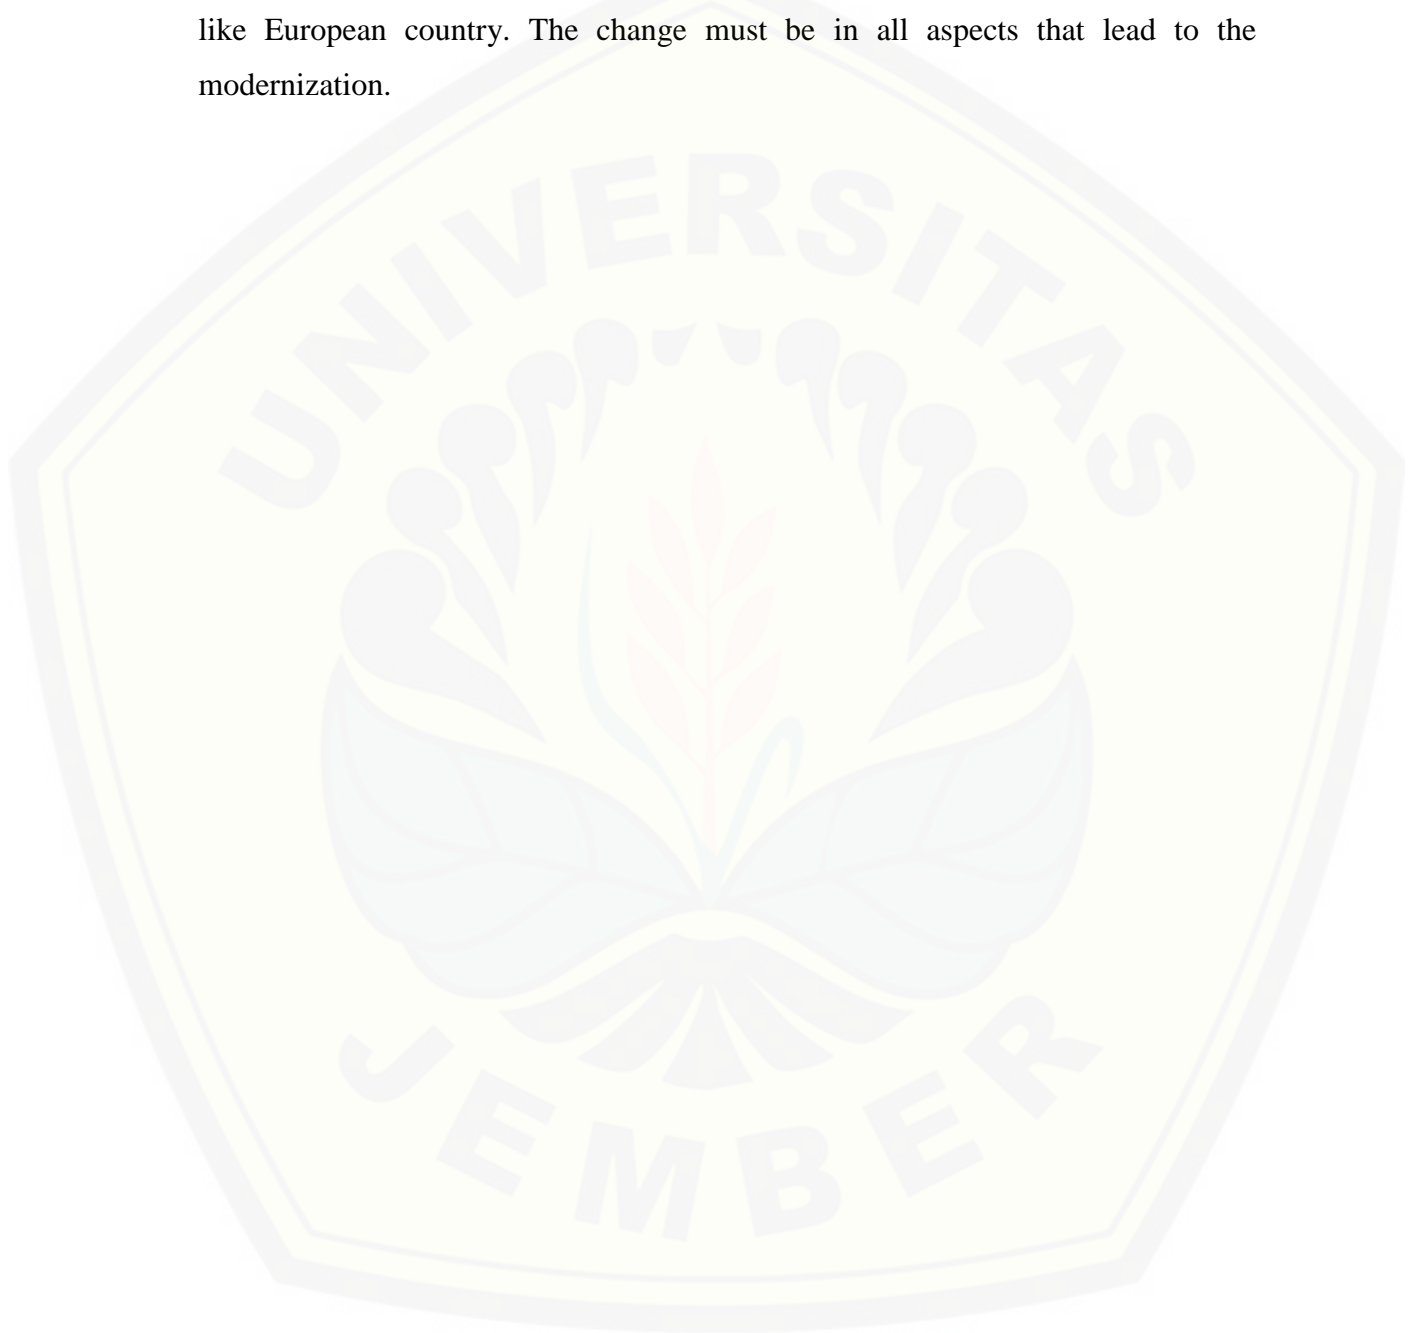 like European country. The change must be in all aspects that lead to the
modernization.
UNIVERSITAS
JEMBER